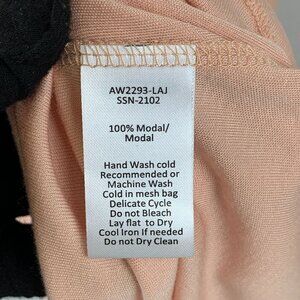 AW2293-LAJ
SSN-2102
100% Modal/
Modal
Hand Wash cold
Recommended or
Machine Wash
Cold in mesh bag
Delicate Cycle
Do not Bleach
Lay flat to Dry
Cool Iron If needed
Do not Dry Clean